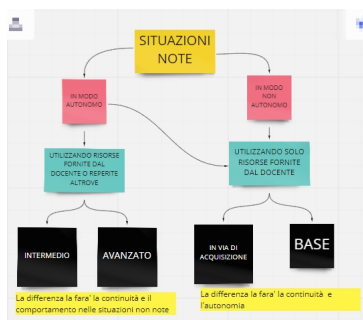 SITUAZIONI
NOTE
IN MODO
AUTONOMO
IN MODO
NON
AUTONOMO
UTILIZZANDO RISORSE
FORNITE DAL
DOCENTE O REPERITE
ALTROVE
UTILIZZANDO SOLO
RISORSE FORNITE
DAL DOCENTE
INTERMEDIO
AVANZATO
IN VIA DI
ACQUISIZIONE
BASE
La differenza la fara' la continuità e il
comportamento nelle situazioni non note
La differenza la fara' la continuità e
l'autonomia